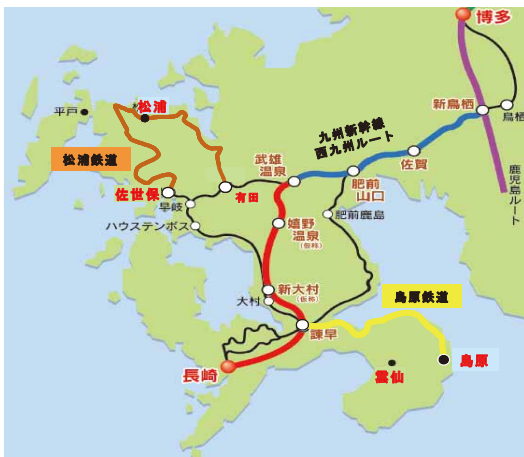 博多
新鳥栖
鳥栖
鹿児島ルート
九州新幹線
西九州ルート
佐賀
肥前
山口
肥前鹿島
武雄
温泉
嬉野
温泉
(仮称)
松浦
平戸
松浦鉄道
佐世保
早岐
有田
ハウステンボス
新大村
(仮称)
大村
諫早
長崎
島原鉄道
雲仙
島原